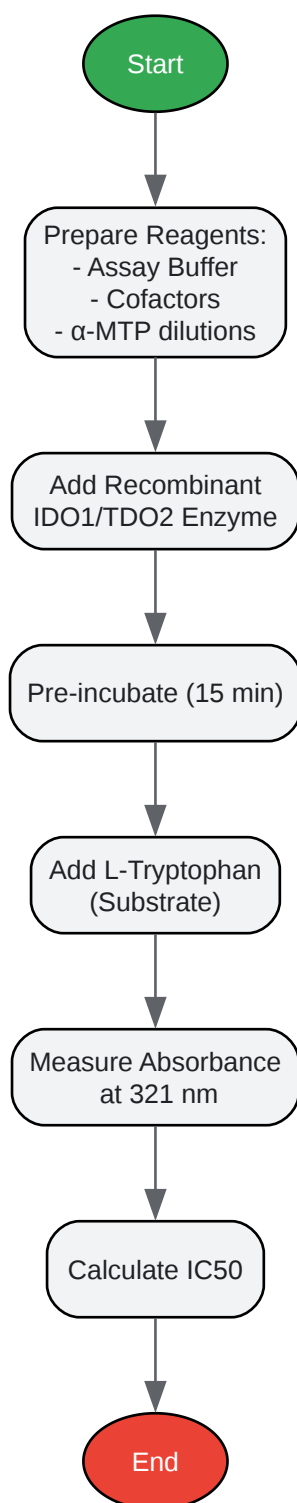 Start
Prepare Reagents:
- Assay Buffer
- Cofactors
- α-MTP dilutions
Add Recombinant
IDO1/TDO2 Enzyme
Pre-incubate (15 min)
Add L-Tryptophan
(Substrate)
Measure Absorbance
at 321 nm
Calculate IC50
End